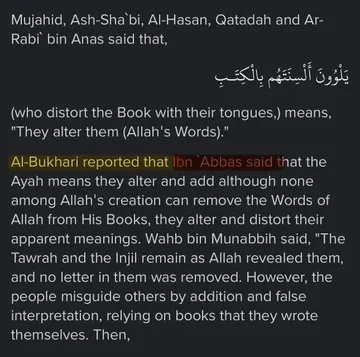 Mujahid, Ash-Sha`bi, Al-Hasan, Qatadah and Ar-
Rabi` bin Anas said that,
يَلْوُونَ أَلْسِنَتَهُم بِالْكِتَـبِ
(who distort the Book with their tongues,) means,
"They alter them (Allah's Words)."
Al-Bukhari reported that Ibn `Abbas said that the
Ayah means they alter and add although none
among Allah's creation can remove the Words of
Allah from His Books, they alter and distort their
apparent meanings. Wahb bin Munabbih said, "The
Tawrah and the Injil remain as Allah revealed them,
and no letter in them was removed. However, the
people misguide others by addition and false
interpretation, relying on books that they wrote
themselves. Then,